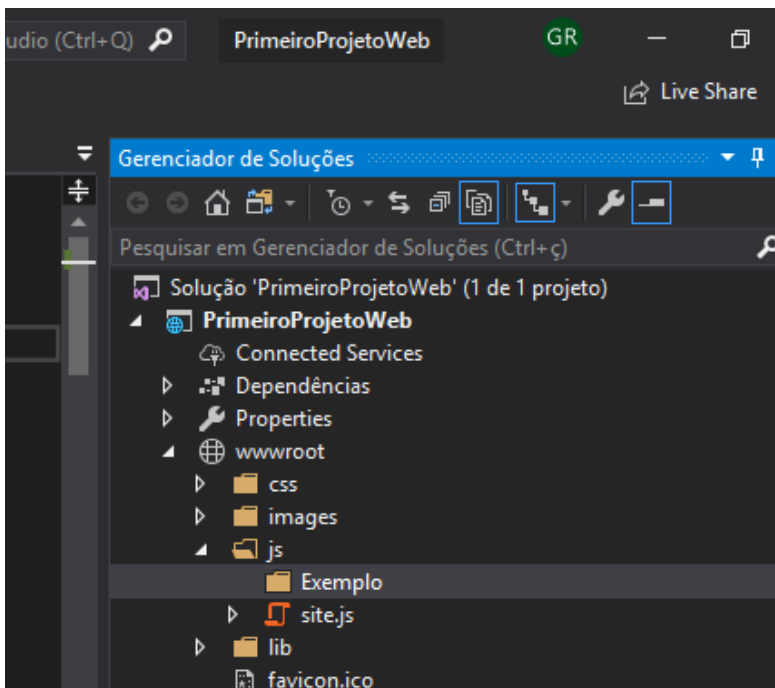 udio (Ctrl+Q)
PrimeiroProjetoWeb
GR
Live Share
Gerenciador de Soluções
Pesquisar em Gerenciador de Soluções (Ctrl+ç)
Solução 'PrimeiroProjetoWeb' (1 de 1 projeto)
PrimeiroProjetoWeb
Connected Services
Dependências
Properties
wwwroot
css
images
js
Exemplo
site.js
lib
favicon.ico